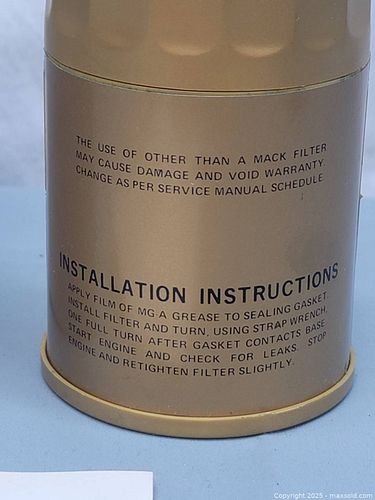 THE USE OF OTHER THAN A MACK FILTER
MAY CAUSE DAMAGE AND VOID WARRANTY.
CHANGE AS PER SERVICE MANUAL SCHEDULE
INSTALLATION INSTRUCTIONS
APPLY FILM OF MG-A GREASE TO SEALING GASKET.
INSTALL FILTER AND TURN, USING STRAP WRENCH,
ONE FULL TURN AFTER GASKET CONTACTS BASE.
START ENGINE AND CHECK FOR LEAKS. STOP
ENGINE AND RETIGHTEN FILTER SLIGHTLY.
Copyright 2025 - maxsold.com